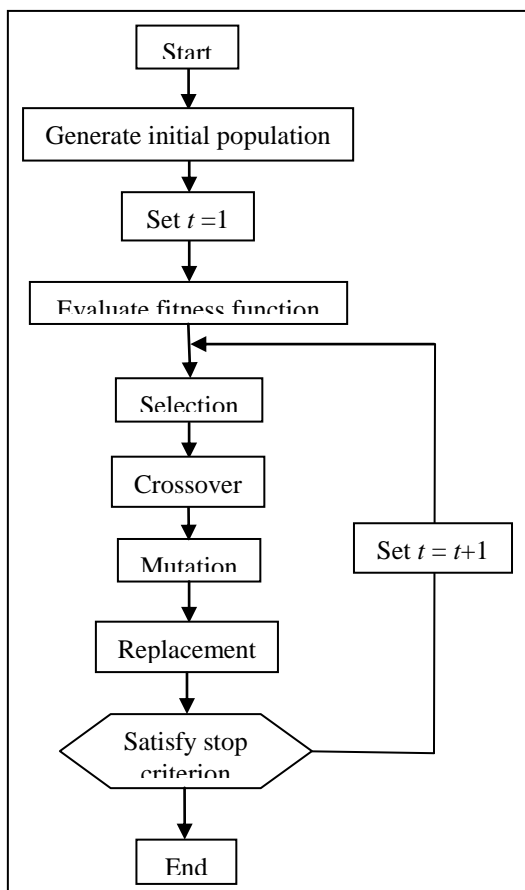 Start
Generate initial population
Set t =1
Evaluate fitness function
Selection
Crossover
Mutation
Set t = t+1
Replacement
Satisfy stop
criterion
End